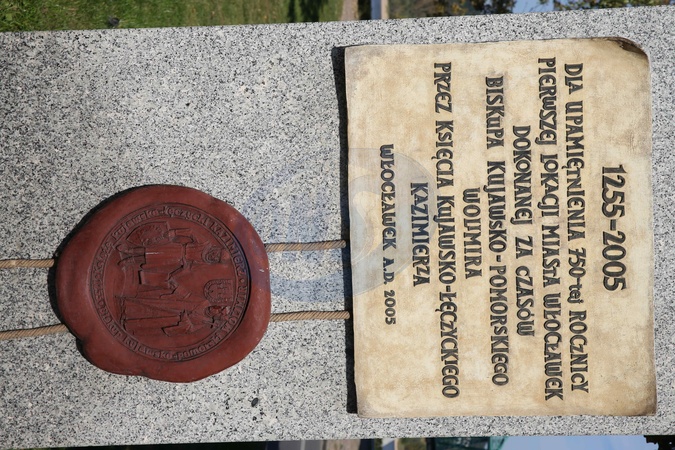 1255-2005
DLA UPAMIĘTNIENIA 750-tej ROCZNICY
PIERWSZEJ LOKACJI MIASTA WŁOCŁAWEK
DOKONANEJ ZA CZASÓW
BISKUPA KUJAWSKO-POMORSKIEGO
WOLIMIRA
PRZEZ KSIĘCIA KUJAWSKO-ŁĘCZYCKIEGO
KAZIMIERZA
WŁOCŁAWEK A.D. 2005